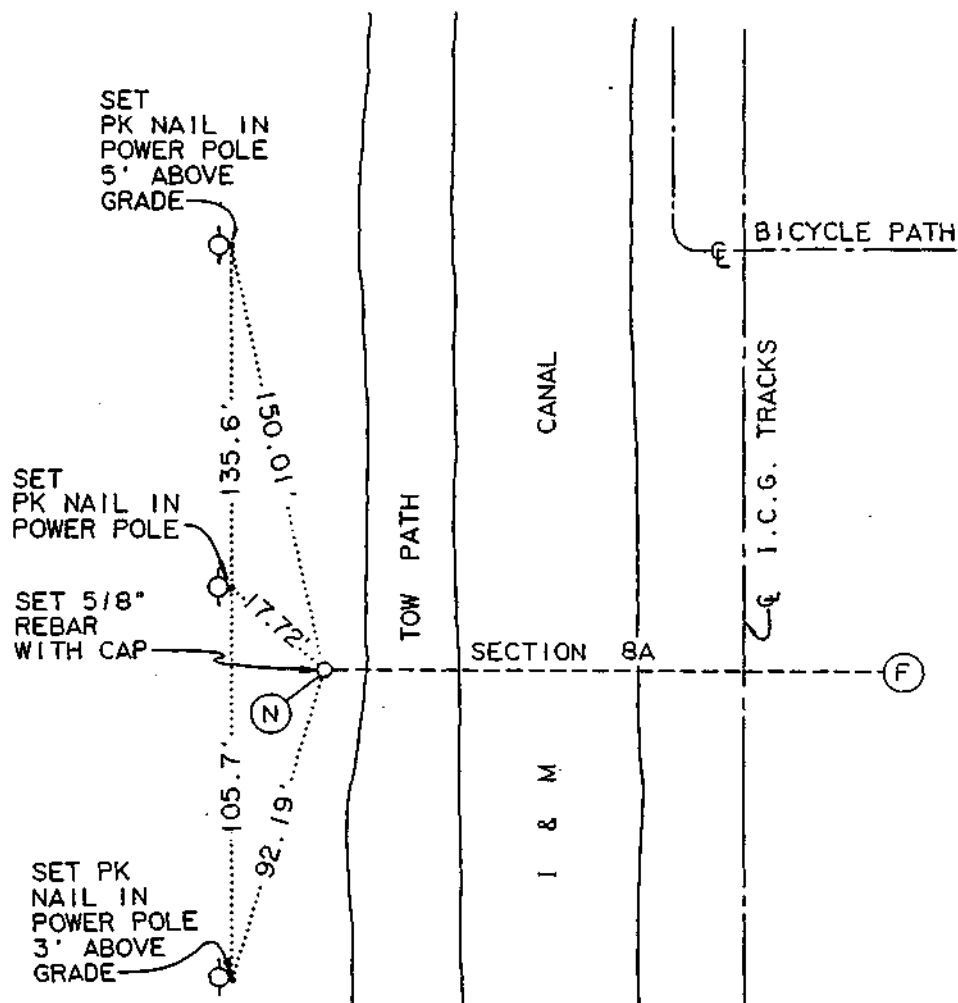 SET
PK NAIL IN
POWER POLE
5' ABOVE
GRADE
BICYCLE PATH
℄
135.6'
150.01'
CANAL
℄ I.C.G. TRACKS
SET
PK NAIL IN
POWER POLE
TOW PATH
17.72'
SET 5/8"
REBAR
WITH CAP
SECTION 8A
F
N
105.7'
92.19'
I & M
SET PK
NAIL IN
POWER POLE
3' ABOVE
GRADE